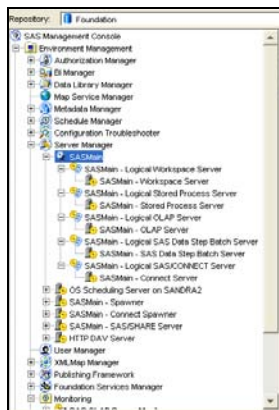 Repository: Foundation
SAS Management Console
Environment Management
Authorization Manager
BI Manager
Data Library Manager
Map Service Manager
Metadata Manager
Schedule Manager
Configuration Troubleshooter
Server Manager
SASMain
SASMain - Logical Workspace Server
SASMain - Workspace Server
SASMain - Logical Stored Process Server
SASMain - Stored Process Server
SASMain - Logical OLAP Server
SASMain - OLAP Server
SASMain - Logical SAS Data Step Batch Server
SASMain - SAS Data Step Batch Server
SASMain - Logical SAS/CONNECT Server
SASMain - Connect Server
OS Scheduling Server on SANDRA2
SASMain - Spawner
SASMain - Connect Spawner
SASMain - SAS/SHARE Server
HTTP DAV Server
User Manager
XMLMap Manager
Publishing Framework
Foundation Services Manager
Monitoring